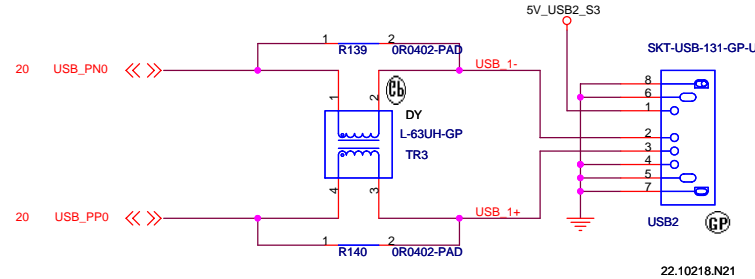 5V_USB2_S3
1 2
R139 0R0402-PAD
SKT-USB-131-GP-U
20 USB_PN0
USB_1-
8
6
1
1 2
DY
L-63UH-GP
TR3
2
3
4
5
7
4 3
20 USB_PP0
USB_1+
USB2
GP
1 2
R140 0R0402-PAD
22.10218.N21